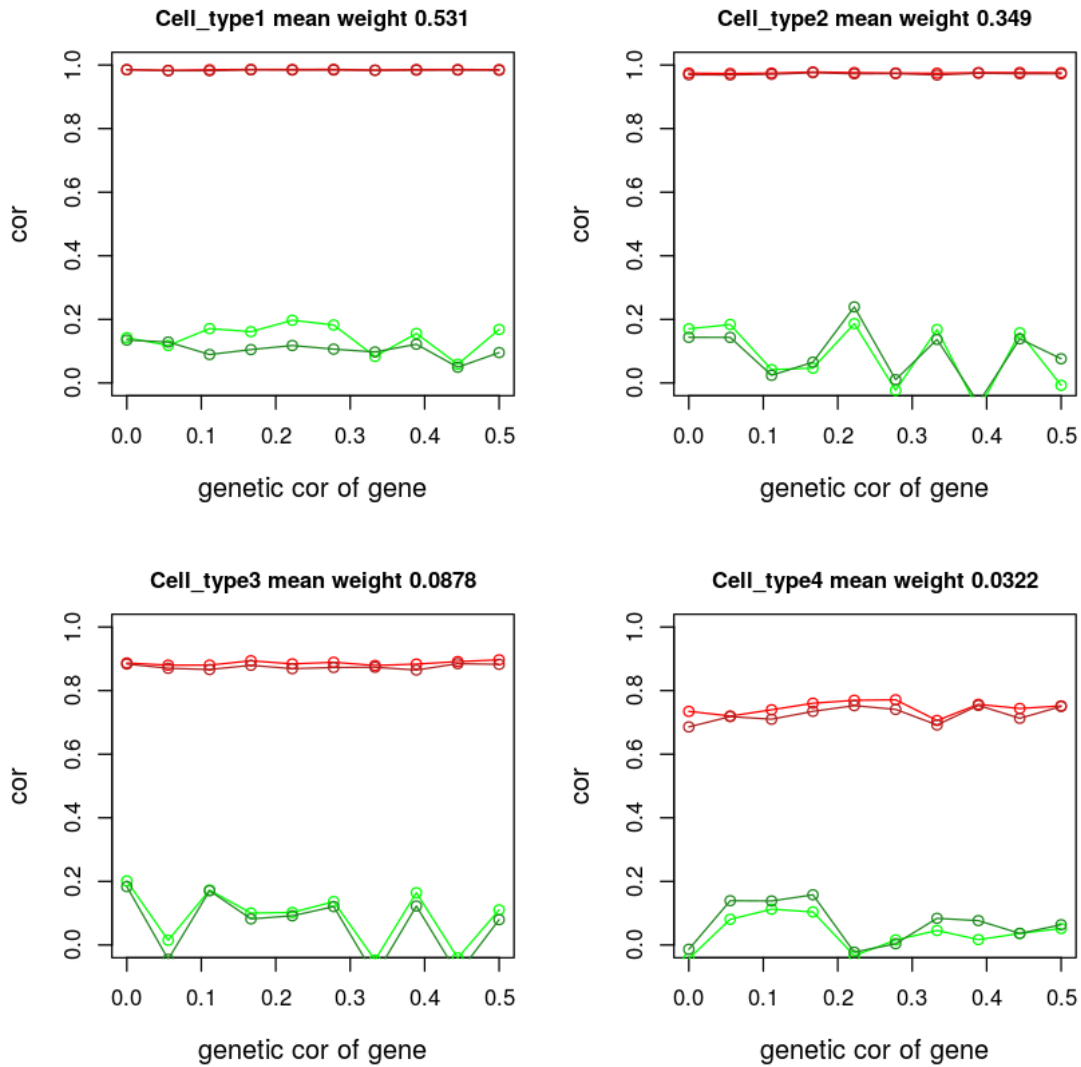 Cell_type1 mean weight 0.531
cor
1.0
0.8
0.6
0.4
0.2
0.0
0.0 0.1 0.2 0.3 0.4 0.5
genetic cor of gene
Cell_type2 mean weight 0.349
cor
1.0
0.8
0.6
0.4
0.2
0.0
0.0 0.1 0.2 0.3 0.4 0.5
genetic cor of gene
Cell_type3 mean weight 0.0878
cor
1.0
0.8
0.6
0.4
0.2
0.0
0.0 0.1 0.2 0.3 0.4 0.5
genetic cor of gene
Cell_type4 mean weight 0.0322
cor
1.0
0.8
0.6
0.4
0.2
0.0
0.0 0.1 0.2 0.3 0.4 0.5
genetic cor of gene